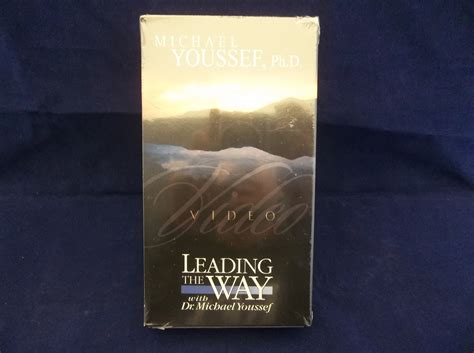 MICHAEL
YOUSSEF, Ph.D.
Video
VIDEO
LEADING
THE WAY
with
Dr. Michael Youssef